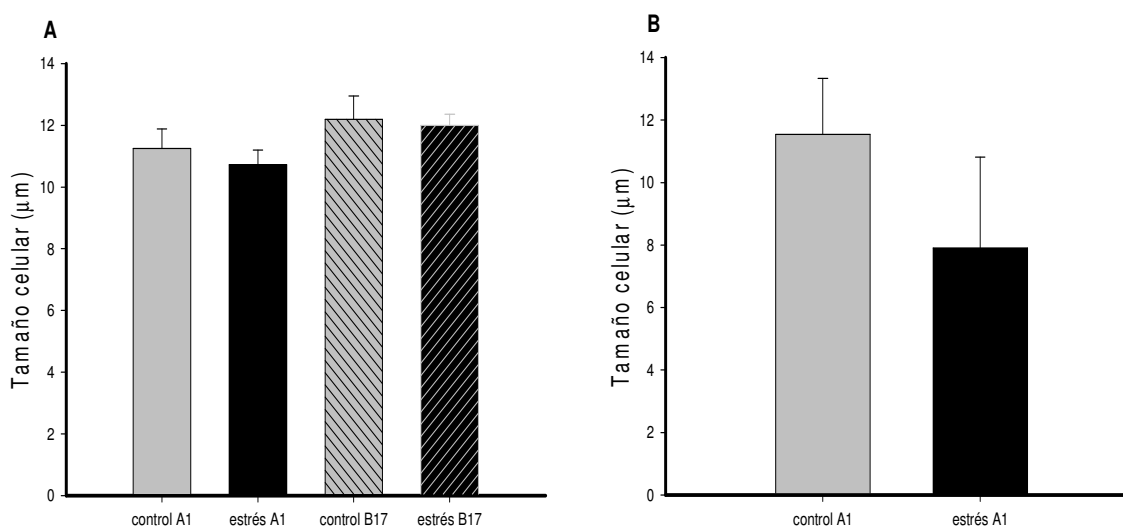 A
Tamaño celular (μm)
14
12
10
8
6
4
2
0
control A1 estrés A1 control B17 estrés B17
B
Tamaño celular (μm)
14
12
10
8
6
4
2
0
control A1 estrés A1